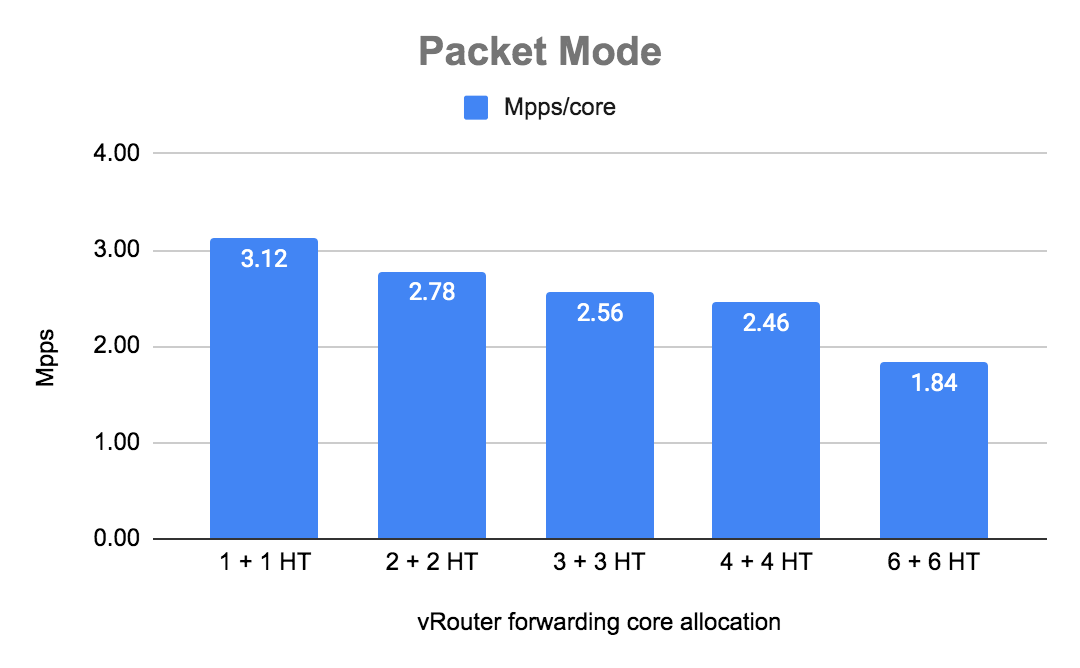 Packet Mode
Mpps/core
4.00
3.00
2.00
1.00
0.00
Mpps
3.12
2.78
2.56
2.46
1.84
1 + 1 HT
2 + 2 HT
3 + 3 HT
4 + 4 HT
6 + 6 HT
vRouter forwarding core allocation